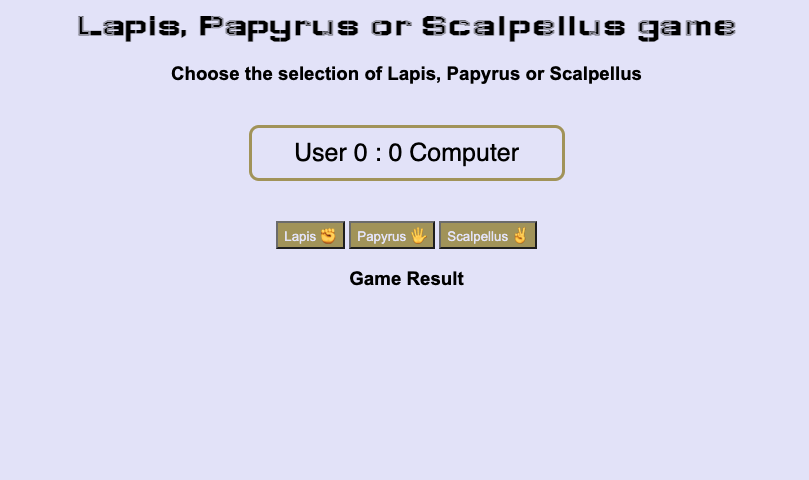 Lapis, Papyrus or Scalpellus game
Choose the selection of Lapis, Papyrus or Scalpellus
User 0 : 0 Computer
Lapis ✊ Papyrus 🖐 Scalpellus ✌
Game Result